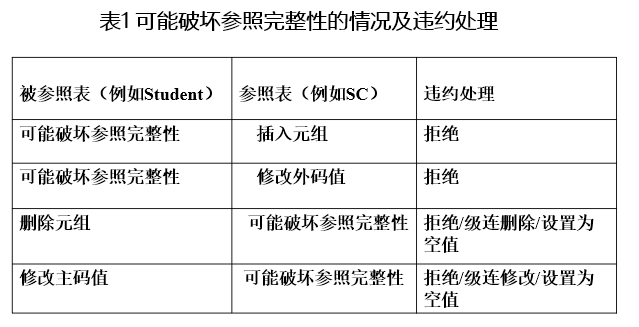 表1 可能破坏参照完整性的情况及违约处理
被参照表（例如Student） 参照表（例如SC） 违约处理
可能破坏参照完整性 插入元组 拒绝
可能破坏参照完整性 修改外码值 拒绝
删除元组 可能破坏参照完整性 拒绝/级连删除/设置为
空值
修改主码值 可能破坏参照完整性 拒绝/级连修改/设置为
空值